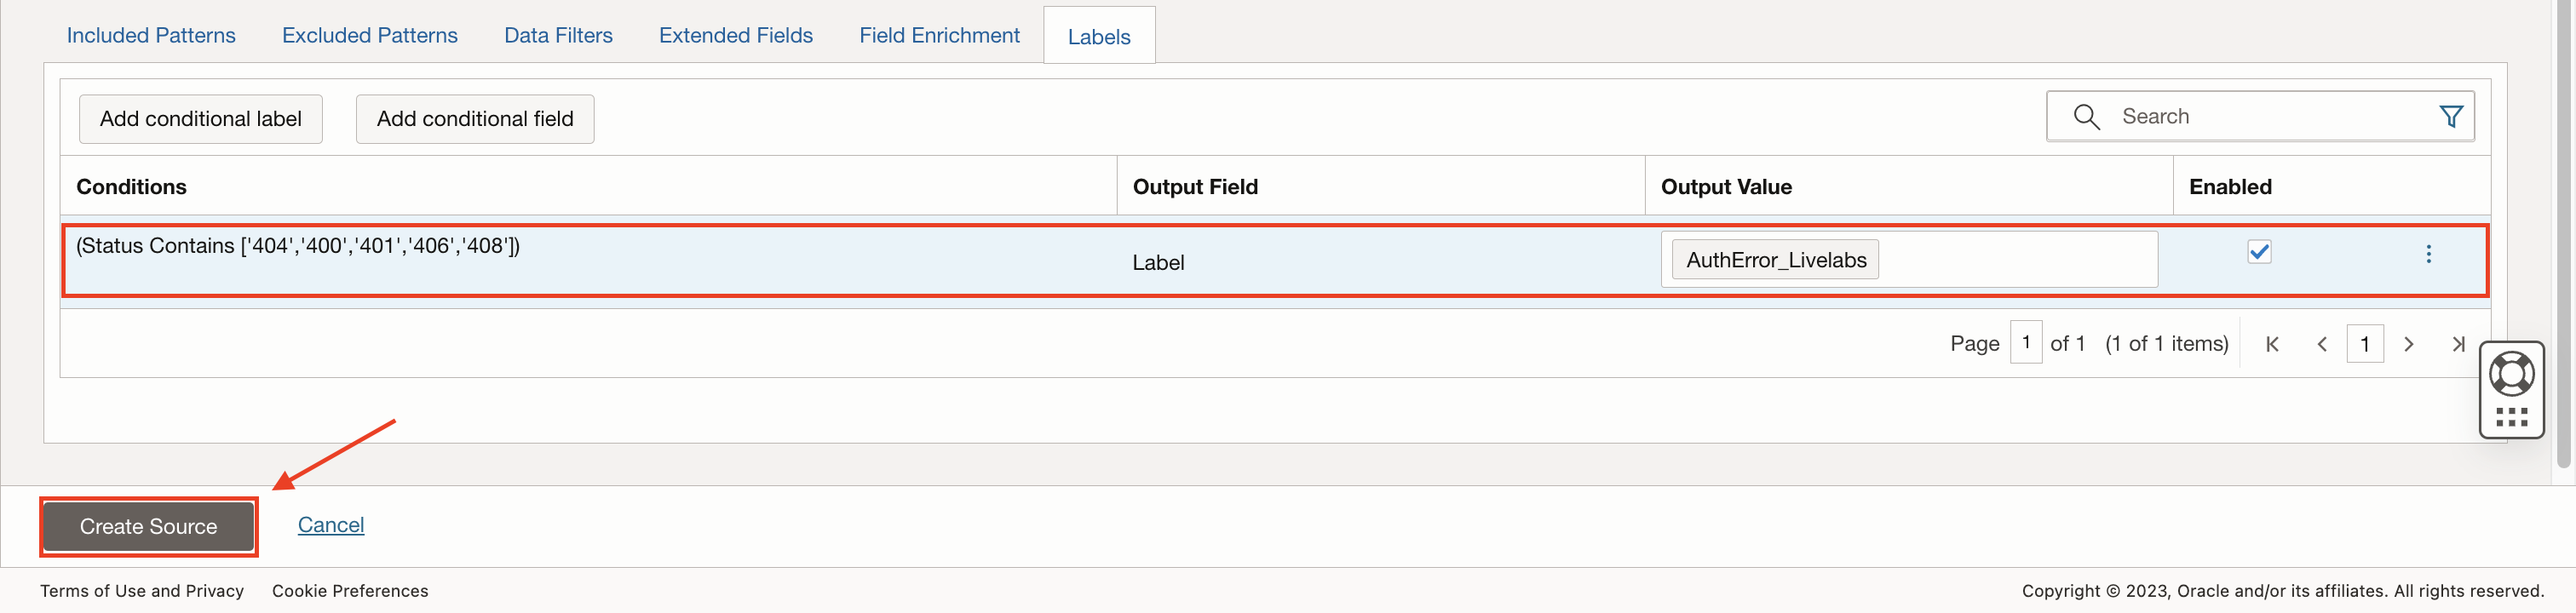 Included Patterns Excluded Patterns Data Filters Extended Fields Field Enrichment Labels
Add conditional label Add conditional field Search
Conditions Output Field Output Value Enabled
(Status Contains ['404','400','401','406','408']) Label AuthError_Livelabs
Page 1 of 1 (1 of 1 items) 1
Create Source Cancel
Terms of Use and Privacy Cookie Preferences Copyright © 2023, Oracle and/or its affiliates. All rights reserved.